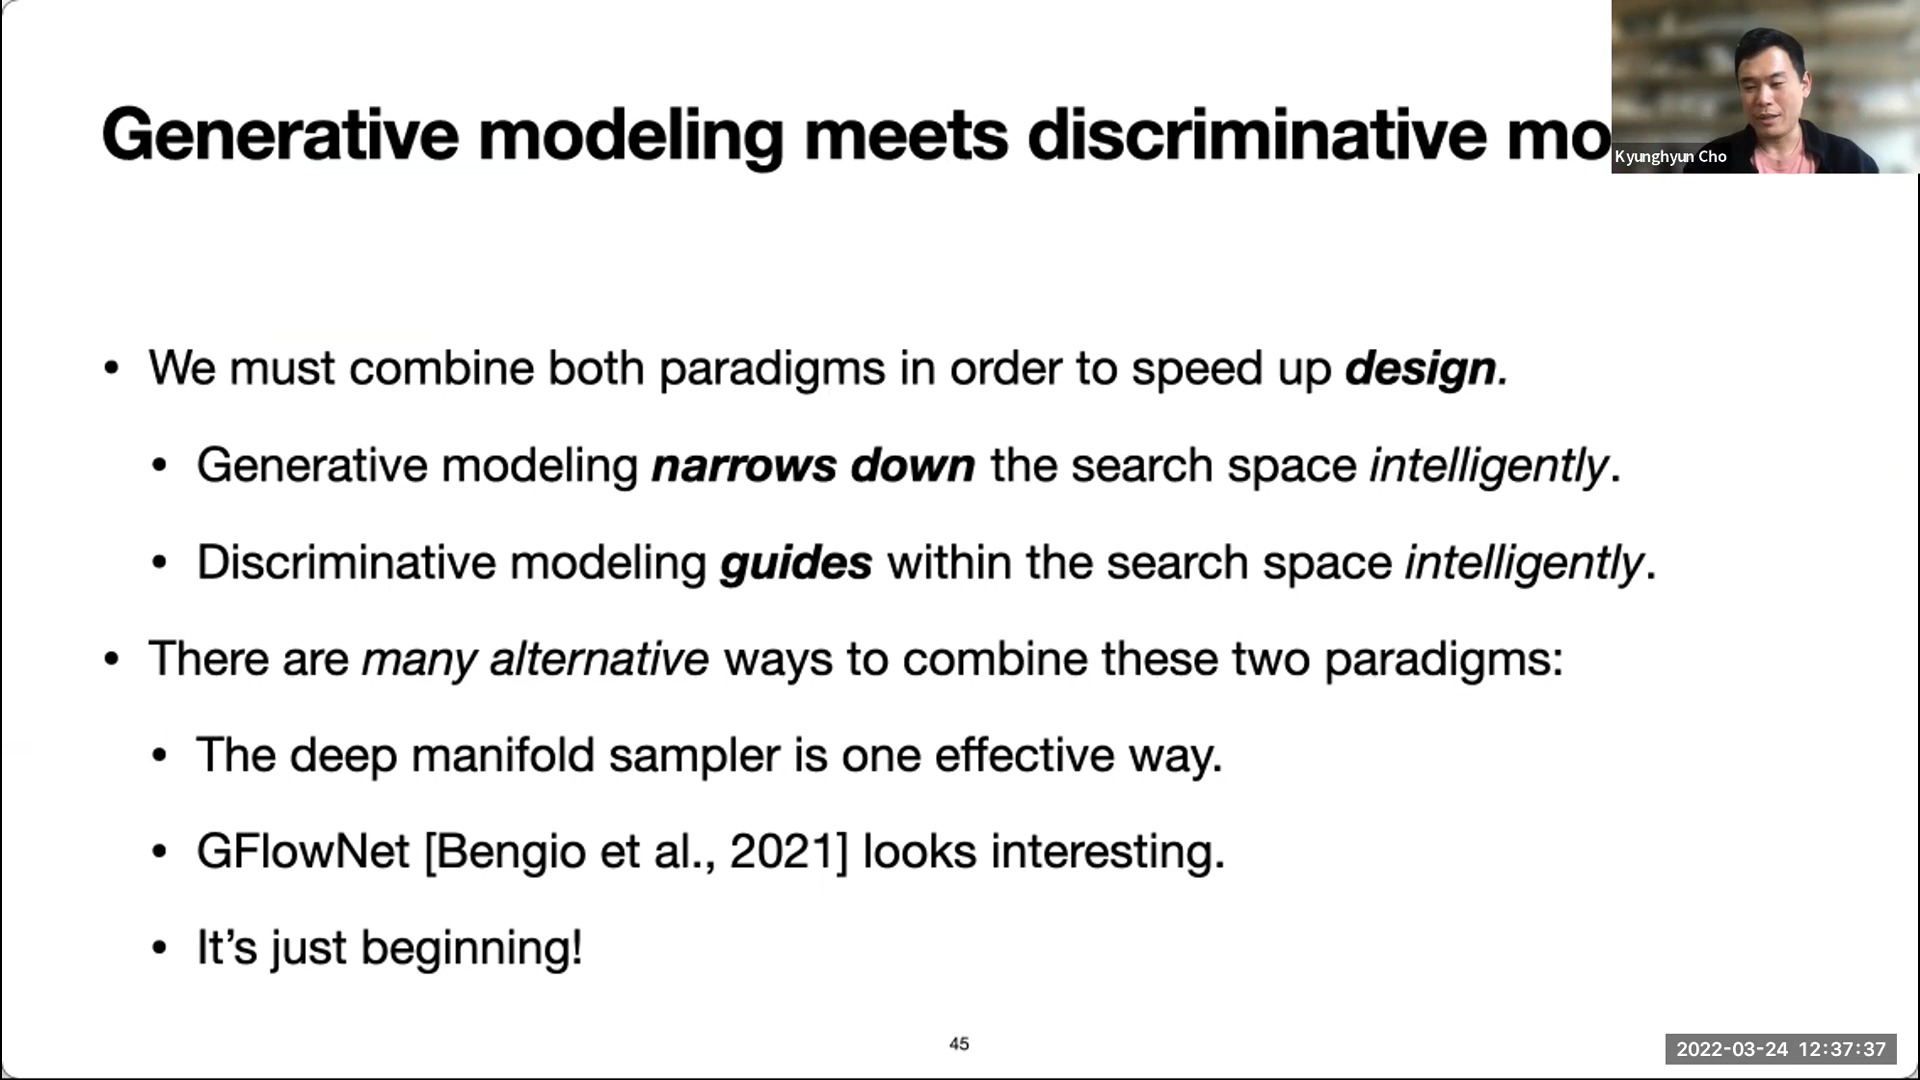 Generative modeling meets discriminative mo
Kyunghyun Cho
• We must combine both paradigms in order to speed up design.
• Generative modeling narrows down the search space intelligently.
• Discriminative modeling guides within the search space intelligently.
• There are many alternative ways to combine these two paradigms:
• The deep manifold sampler is one effective way.
• GFlowNet [Bengio et al., 2021] looks interesting.
• It’s just beginning!
45
2022-03-24 12:37:37